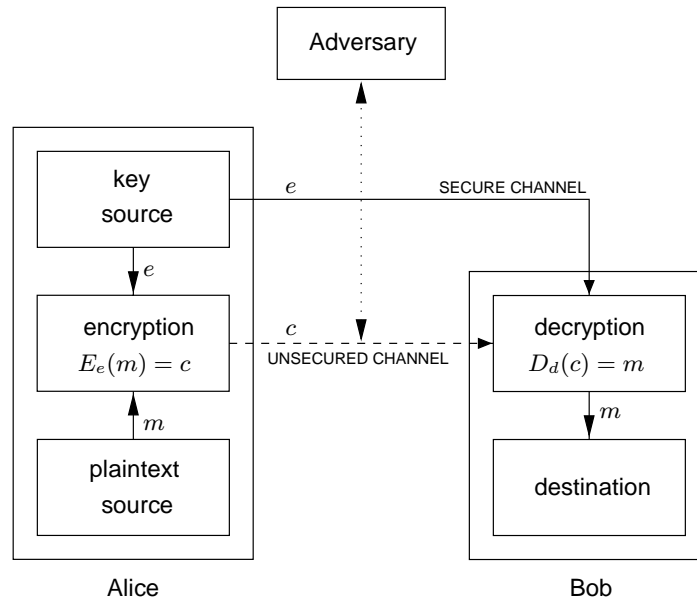 Adversary
key
source
e
SECURE CHANNEL
e
encryption
E_e(m) = c
c
UNSECURED CHANNEL
decryption
D_d(c) = m
m
m
plaintext
source
destination
Alice
Bob